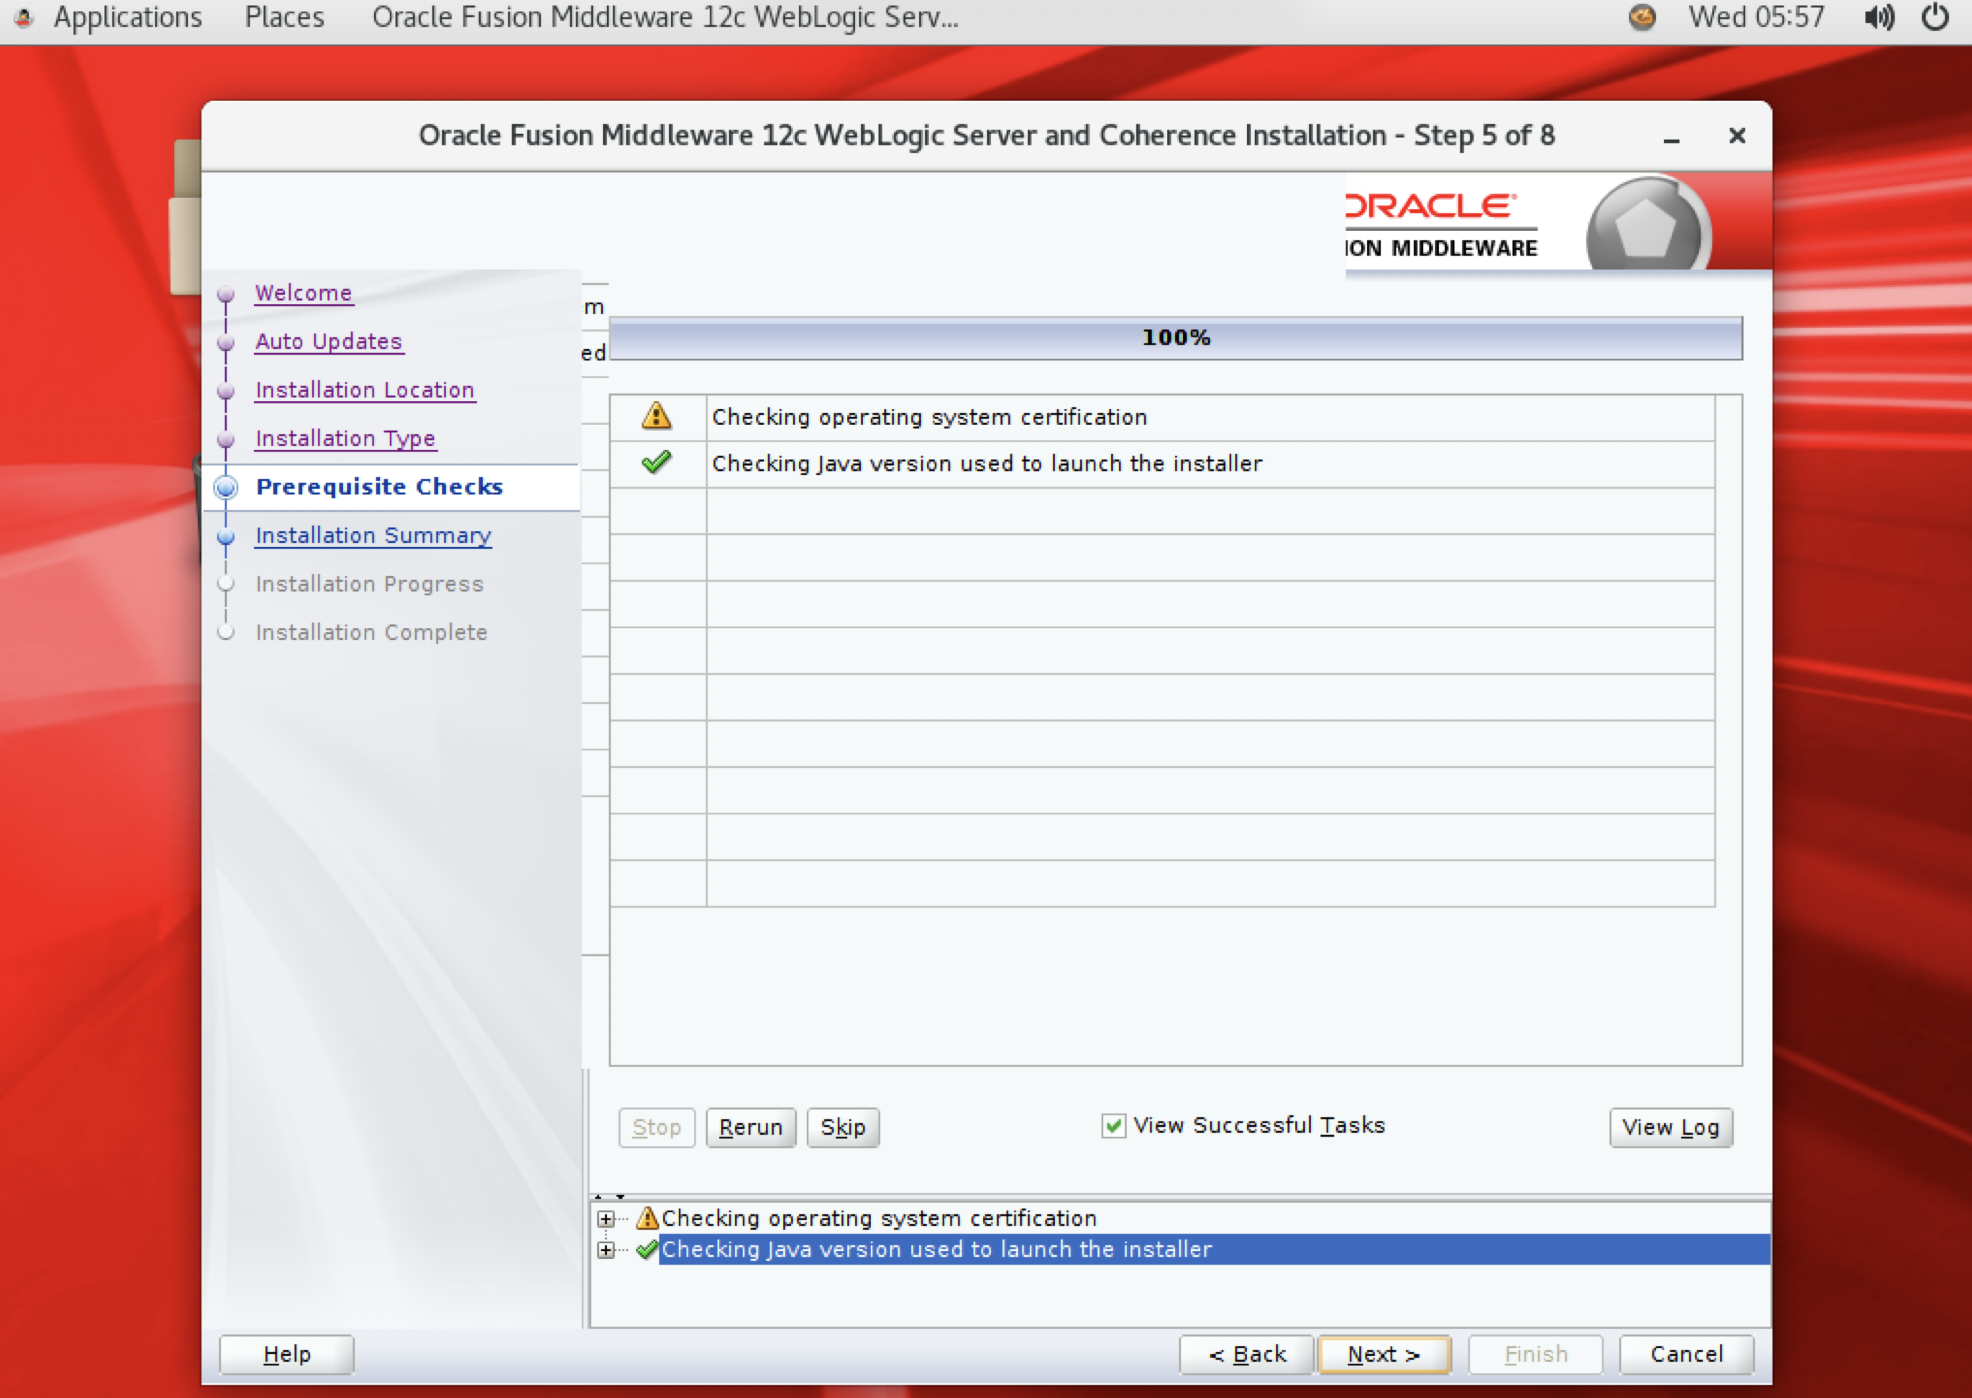 Applications Places Oracle Fusion Middleware 12c WebLogic Serv... Wed 05:57
Oracle Fusion Middleware 12c WebLogic Server and Coherence Installation - Step 5 of 8
ORACLE
ION MIDDLEWARE
Welcome
Auto Updates
Installation Location
Installation Type
Prerequisite Checks
Installation Summary
Installation Progress
Installation Complete
m
ed
100%
Checking operating system certification
Checking Java version used to launch the installer
Stop Rerun Skip View Successful Tasks View Log
Checking operating system certification
Checking Java version used to launch the installer
Help < Back Next > Finish Cancel